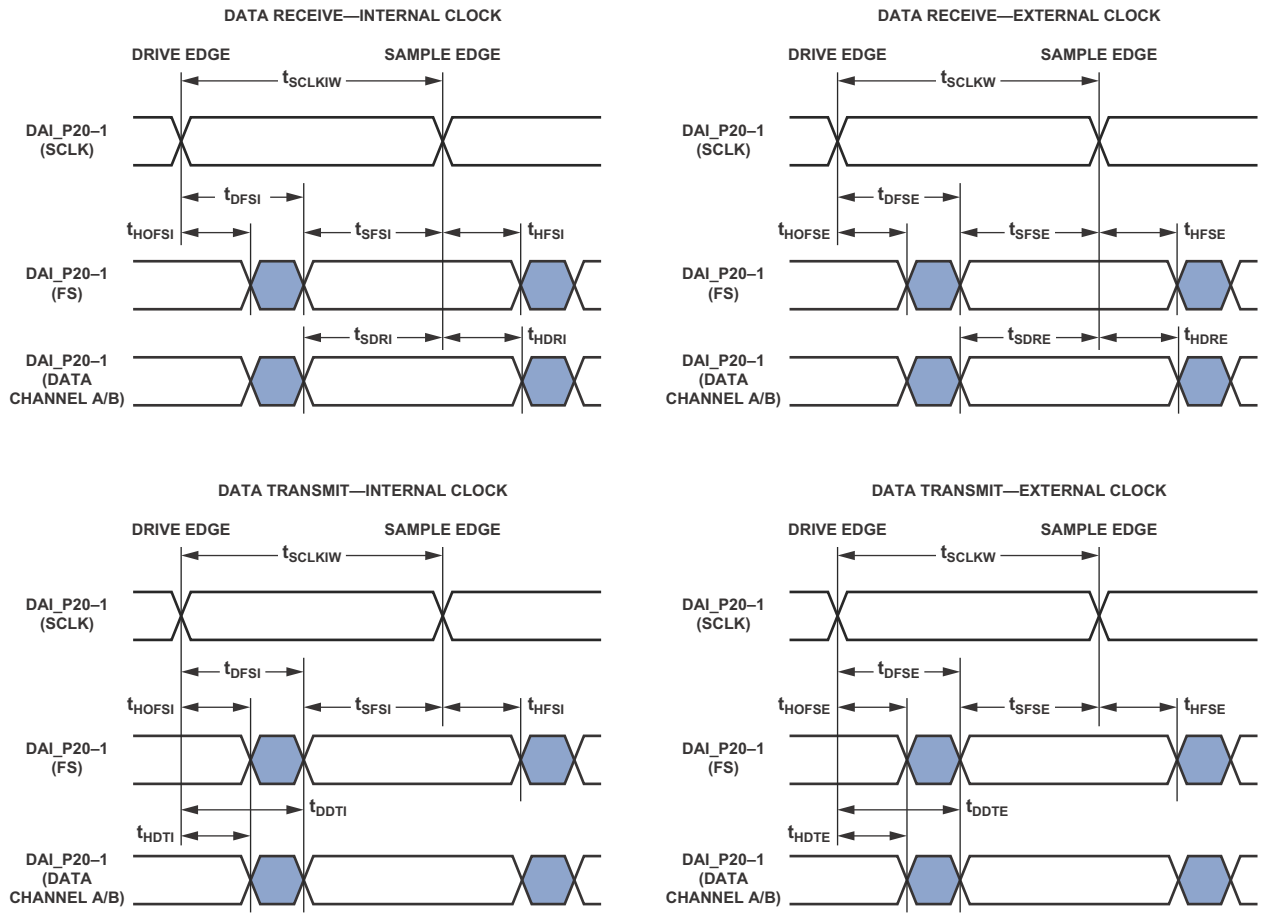 DATA RECEIVE—INTERNAL CLOCK
DRIVE EDGE
SAMPLE EDGE
tSCLKIW
DAI_P20–1
(SCLK)
tDFSI
tHOFSI
tSFSI
tHFSI
DAI_P20–1
(FS)
tSDRI
tHDRI
DAI_P20–1
(DATA
CHANNEL A/B)
DATA RECEIVE—EXTERNAL CLOCK
DRIVE EDGE
SAMPLE EDGE
tSCLKW
DAI_P20–1
(SCLK)
tDFSE
tHOFSE
tSFSE
tHFSE
DAI_P20–1
(FS)
tSDRE
tHDRE
DAI_P20–1
(DATA
CHANNEL A/B)
DATA TRANSMIT—INTERNAL CLOCK
DRIVE EDGE
SAMPLE EDGE
tSCLKIW
DAI_P20–1
(SCLK)
tDFSI
tHOFSI
tSFSI
tHFSI
DAI_P20–1
(FS)
tDDTI
tHDTI
DAI_P20–1
(DATA
CHANNEL A/B)
DATA TRANSMIT—EXTERNAL CLOCK
DRIVE EDGE
SAMPLE EDGE
tSCLKW
DAI_P20–1
(SCLK)
tDFSE
tHOFSE
tSFSE
tHFSE
DAI_P20–1
(FS)
tDDTE
tHDTE
DAI_P20–1
(DATA
CHANNEL A/B)